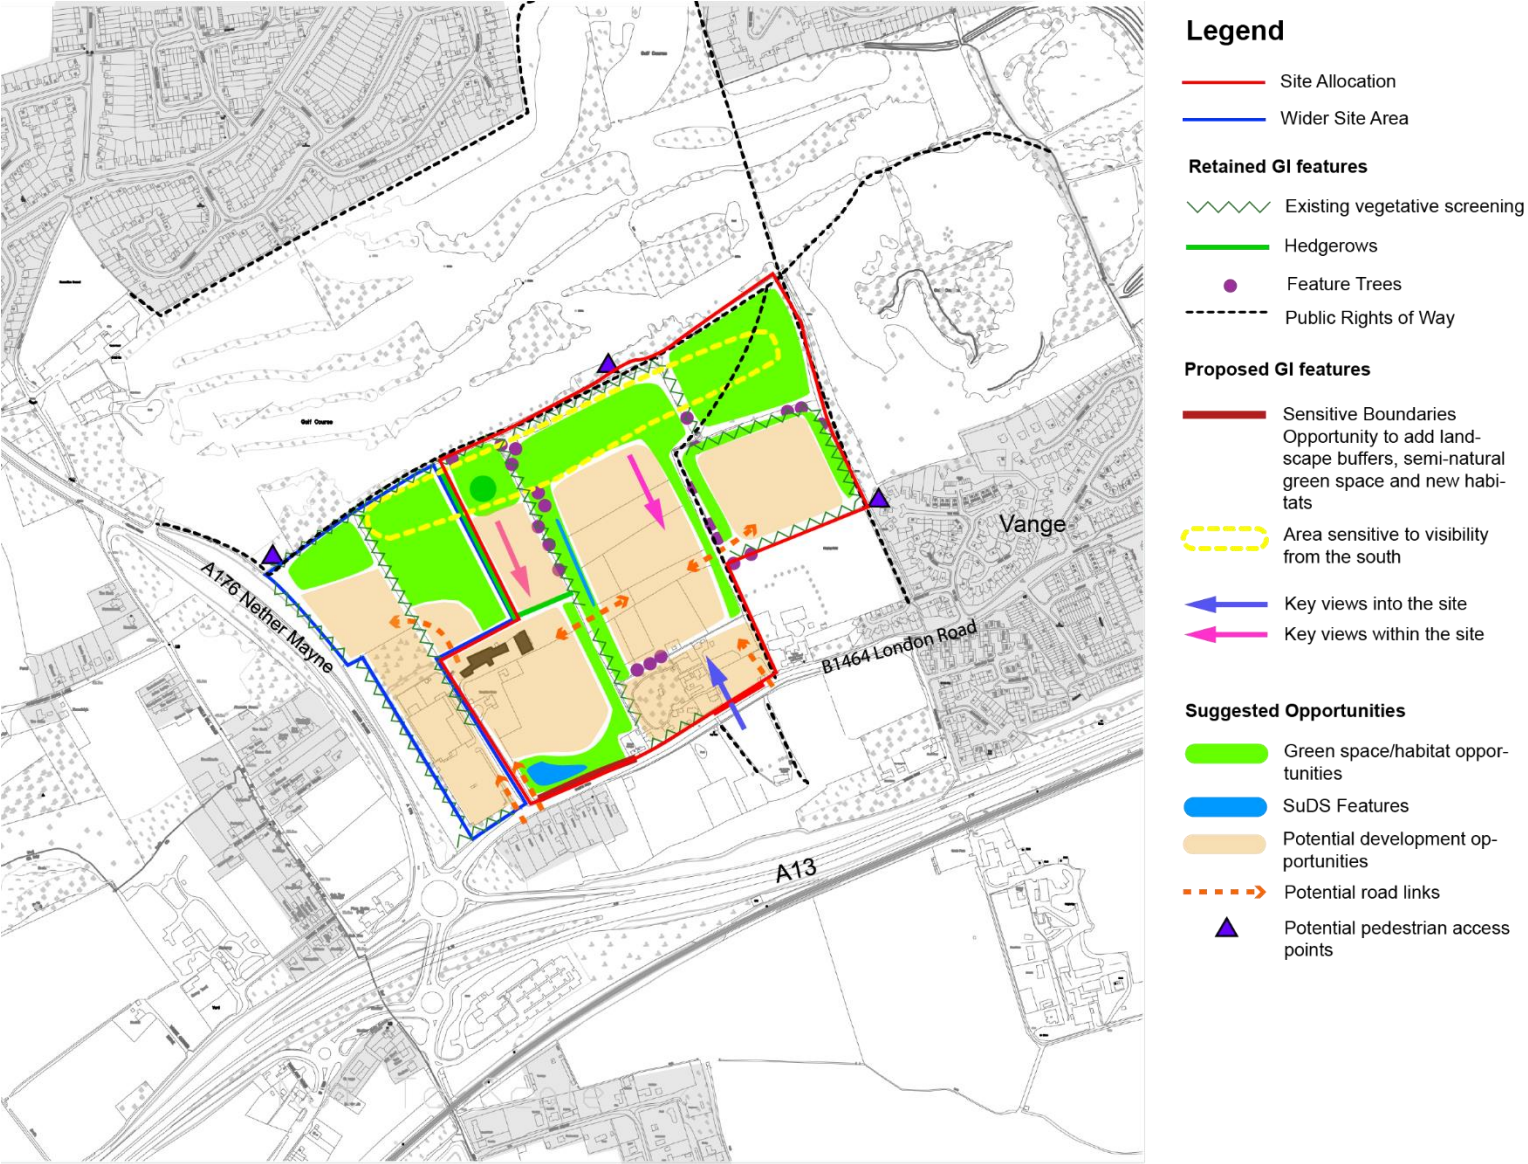 Golf Course
Golf Course
Vange
A176 Nether Mayne
B1464 London Road
A13
Legend
Site Allocation
Wider Site Area
Retained GI features
Existing vegetative screening
Hedgerows
Feature Trees
Public Rights of Way
Proposed GI features
Sensitive Boundaries
Opportunity to add land-
scape buffers, semi-natural
green space and new habi-
tats
Area sensitive to visibility
from the south
Key views into the site
Key views within the site
Suggested Opportunities
Green space/habitat oppor-
tunities
SuDS Features
Potential development op-
portunities
Potential road links
Potential pedestrian access
points